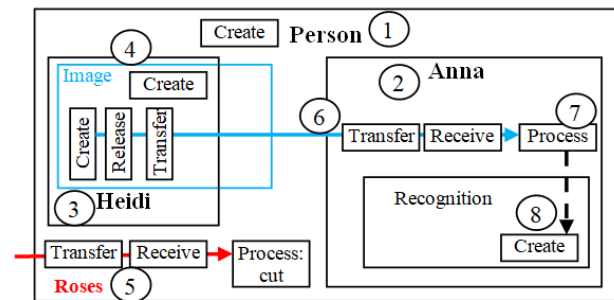 Create Person 1
4
Image
Create
2 Anna
Create
Release
Transfer
6
Transfer Receive Process 7
3 Heidi
Recognition
8
Create
Transfer Receive Process:
cut
Roses 5